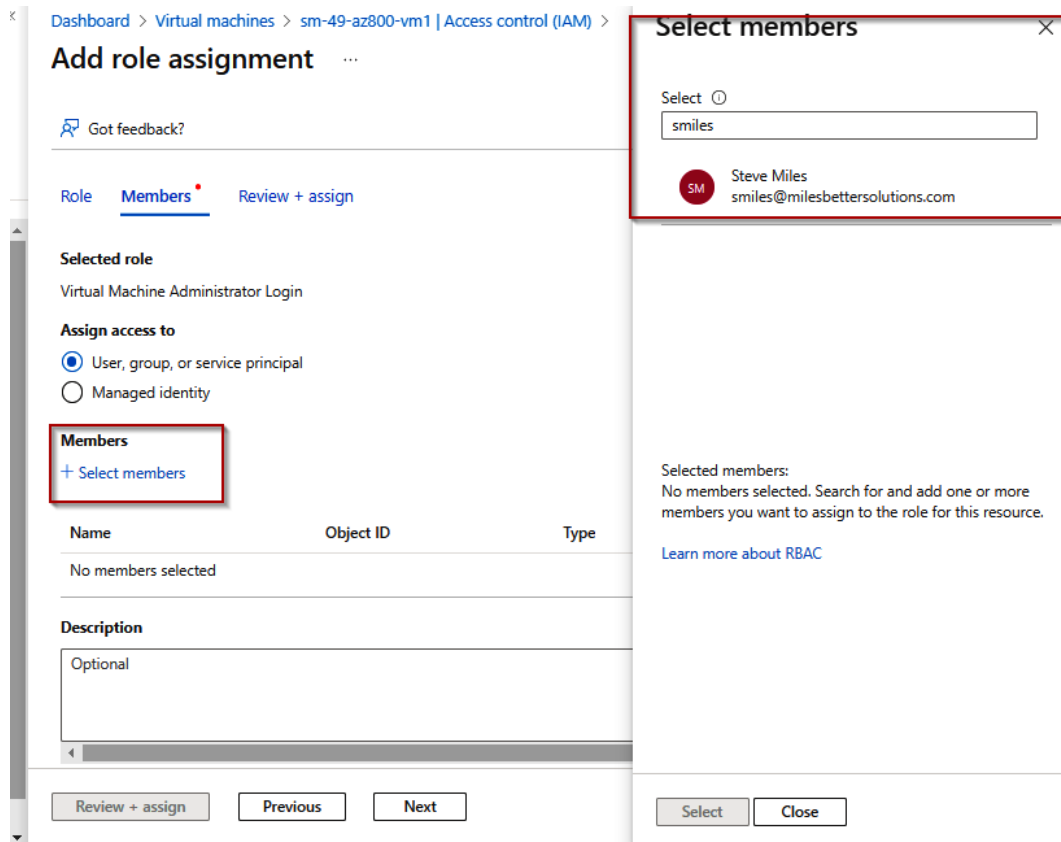 Dashboard > Virtual machines > sm-49-az800-vm1 | Access control (IAM) >
Add role assignment ...
Got feedback?
Role Members Review + assign
Selected role
Virtual Machine Administrator Login
Assign access to
User, group, or service principal
Managed identity
Members
+ Select members
Name Object ID Type
No members selected
Description
Optional
Review + assign Previous Next
Select members
Select
smiles
SM
Steve Miles
smiles@milesbettersolutions.com
Selected members:
No members selected. Search for and add one or more
members you want to assign to the role for this resource.
Learn more about RBAC
Select Close